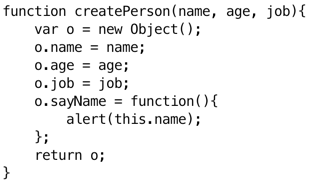 function createPerson(name, age, job){
    var o = new Object();
    o.name = name;
    o.age = age;
    o.job = job;
    o.sayName = function(){
        alert(this.name);
    };
    return o;
}